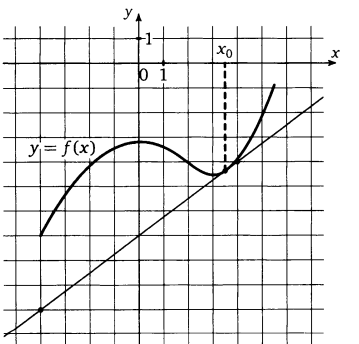 y
1
x₀
x
0 1
y = f(x)